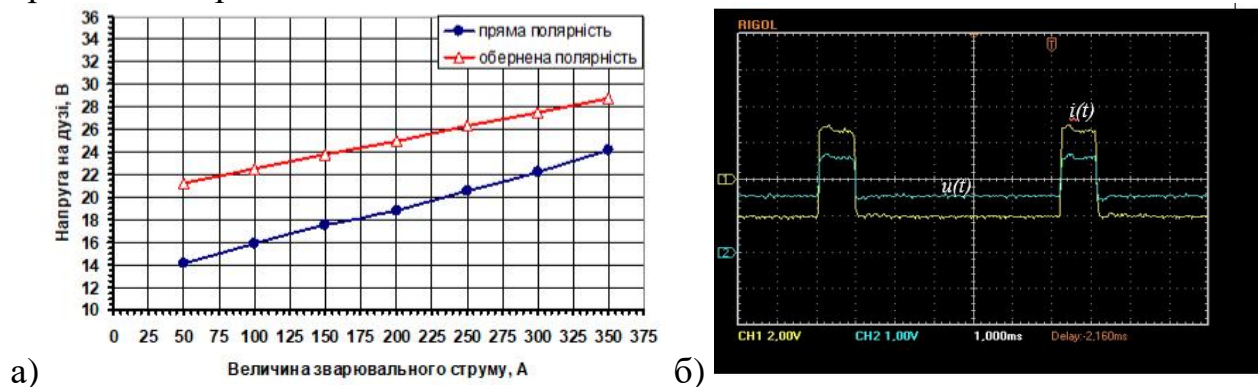 36
34
32
30
28
26
24
22
20
18
16
14
12
10
Напруга на дузі, В
пряма полярність
обернена полярність
0 25 50 75 100 125 150 175 200 225 250 275 300 325 350 375
Величина зварювального струму, А
а)
RIGOL
T
i(t)
1
u(t)
2
CH1 2,00V CH2 1,00V 1,000ms Delay:-2,160ms
б)